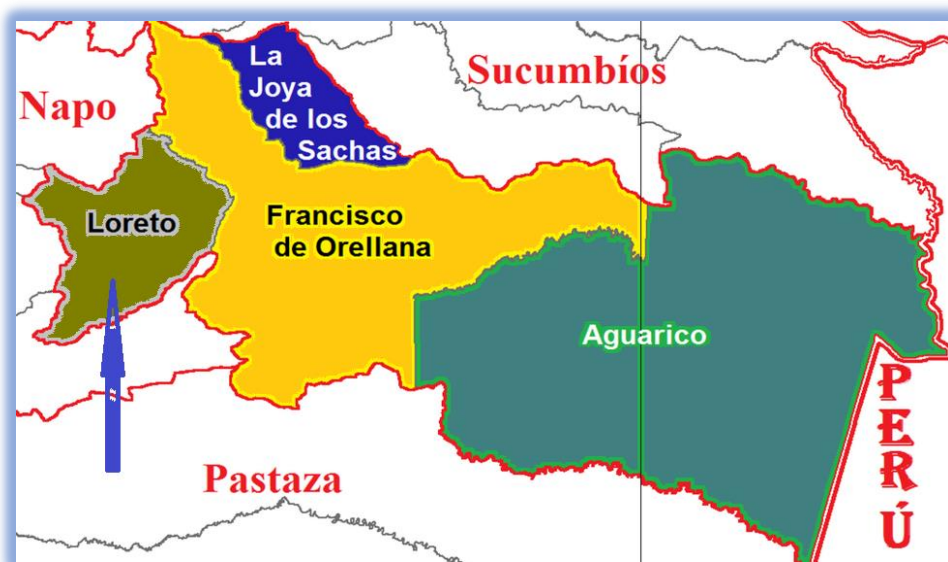 La
Joya
de los
Sachas
Sucumbíos
Napo
Loreto
Francisco
de Orellana
Aguarico
Pastaza
PERÚ